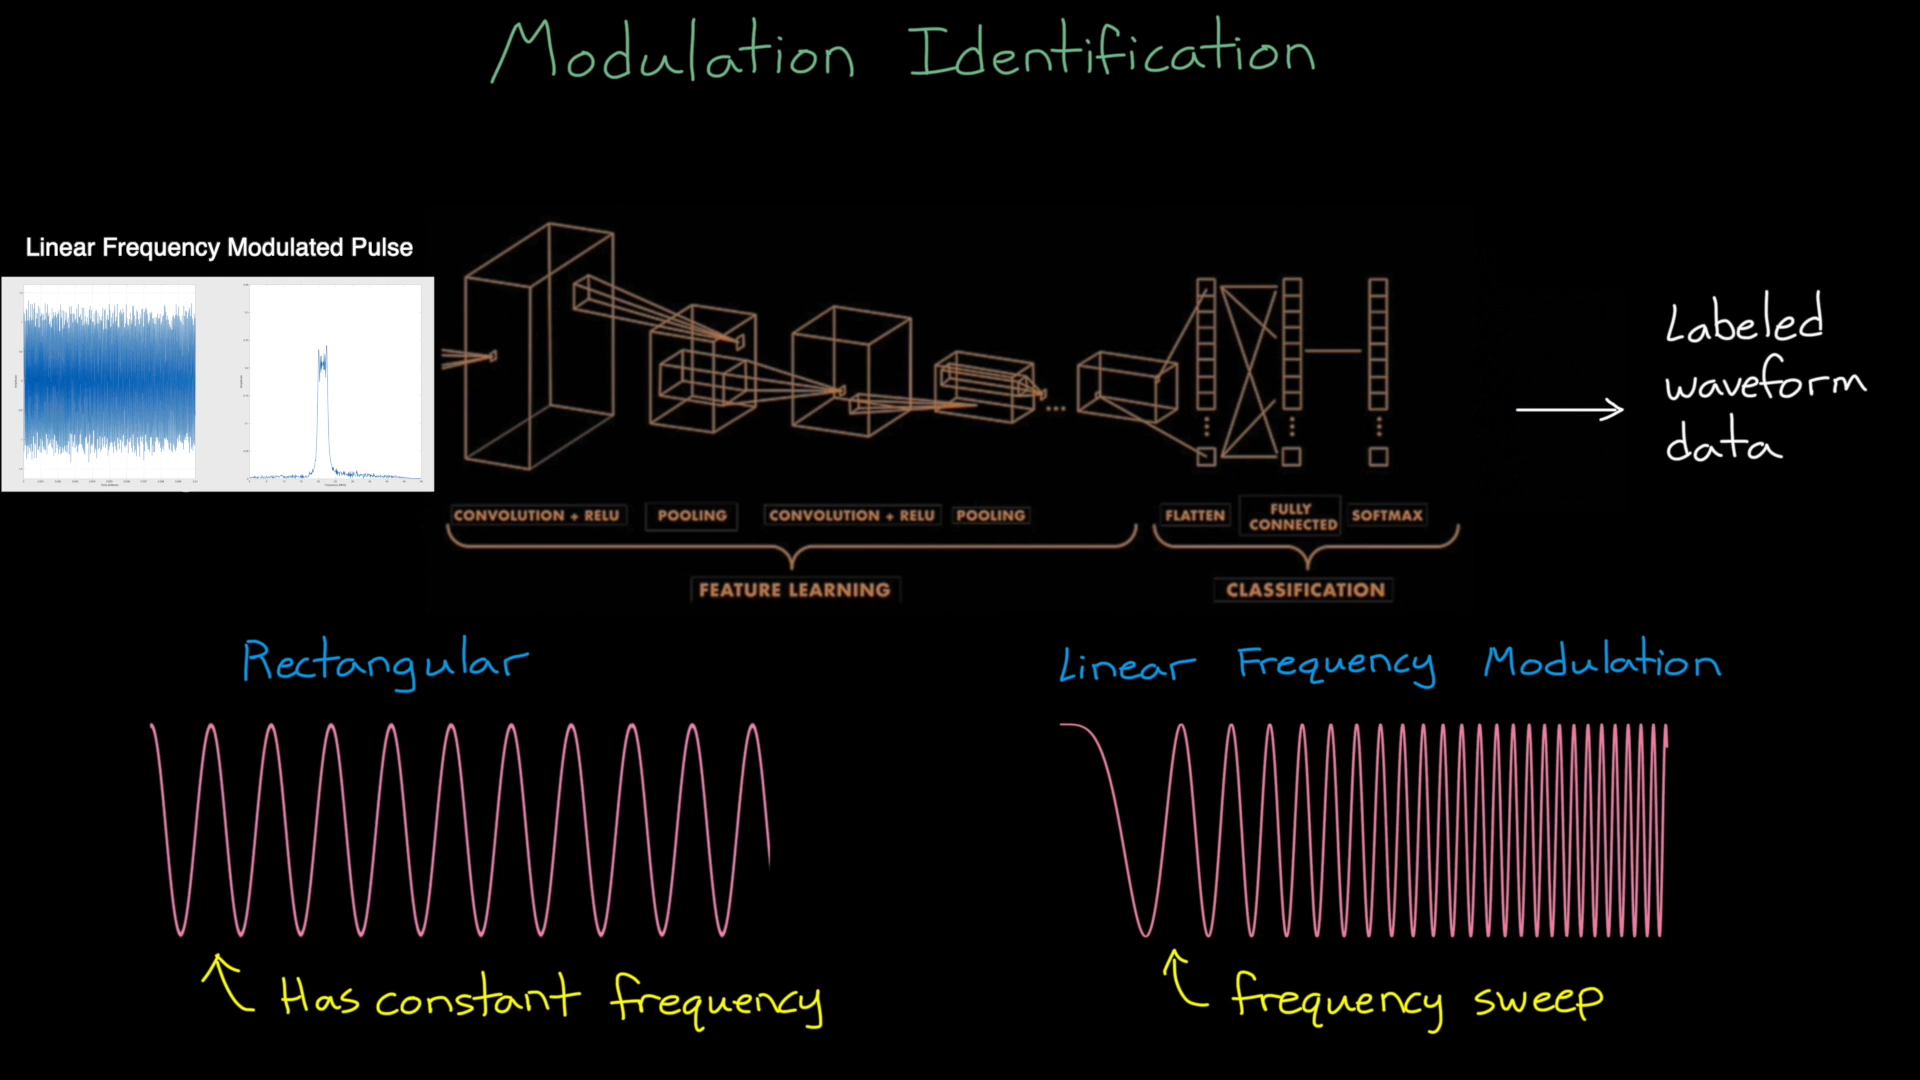 Modulation Identification
Linear Frequency Modulated Pulse
Labeled
waveform
data
CONVOLUTION + RELU
POOLING
CONVOLUTION + RELU
POOLING
FLATTEN
FULLY
CONNECTED
SOFTMAX
FEATURE LEARNING
CLASSIFICATION
Rectangular
Linear Frequency Modulation
Has constant frequency
frequency sweep